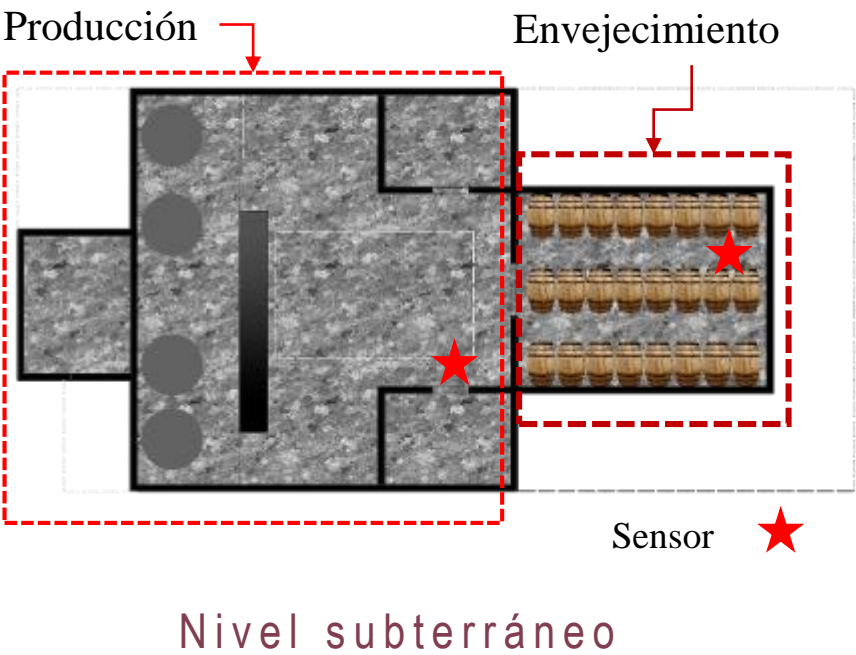 Producción
Envejecimiento
Sensor
Nivel subterráneo